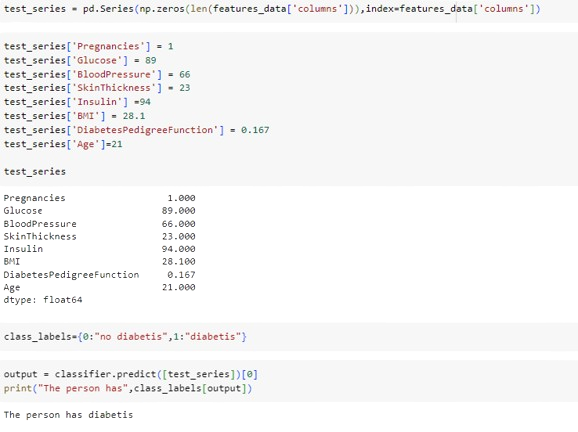 test_series = pd.Series(np.zeros(len(features_data['columns'])),index=features_data['columns'])
test_series['Pregnancies'] = 1
test_series['Glucose'] = 89
test_series['BloodPressure'] = 66
test_series['SkinThickness'] = 23
test_series['Insulin'] =94
test_series['BMI'] = 28.1
test_series['DiabetesPedigreeFunction'] = 0.167
test_series['Age']=21
test_series
Pregnancies 1.000
Glucose 89.000
BloodPressure 66.000
SkinThickness 23.000
Insulin 94.000
BMI 28.100
DiabetesPedigreeFunction 0.167
Age 21.000
dtype: float64
class_labels={0:"no diabetis",1:"diabetis"}
output = classifier.predict([test_series])[0]
print("The person has",class_labels[output])
The person has diabetis